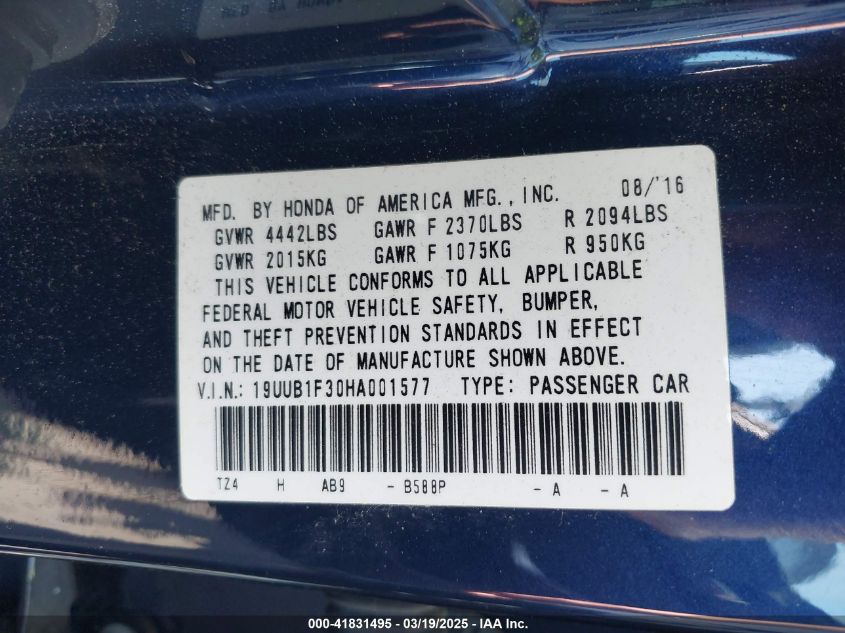 MFD. BY HONDA OF AMERICA MFG., INC. 08/'16
GVWR 4442LBS GAWR F 2370LBS R 2094LBS
GVWR 2015KG GAWR F 1075KG R 950KG
THIS VEHICLE CONFORMS TO ALL APPLICABLE
FEDERAL MOTOR VEHICLE SAFETY, BUMPER,
AND THEFT PREVENTION STANDARDS IN EFFECT
ON THE DATE OF MANUFACTURE SHOWN ABOVE.
V.I.N.: 19UUB1F30HA001577 TYPE: PASSENGER CAR
TZ4 H AB9 - B588P - A - A
000-41831495 - 03/19/2025 - IAA Inc.